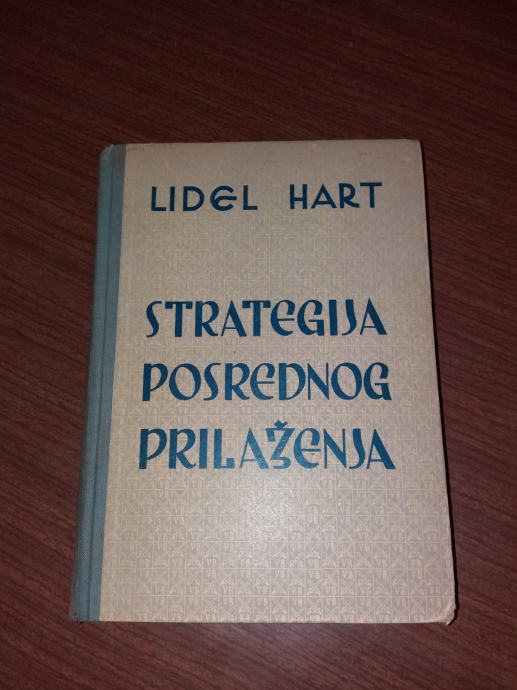 LIDEL HART
STRATEGIJA
POSREDNOG
PRILAŽENJA